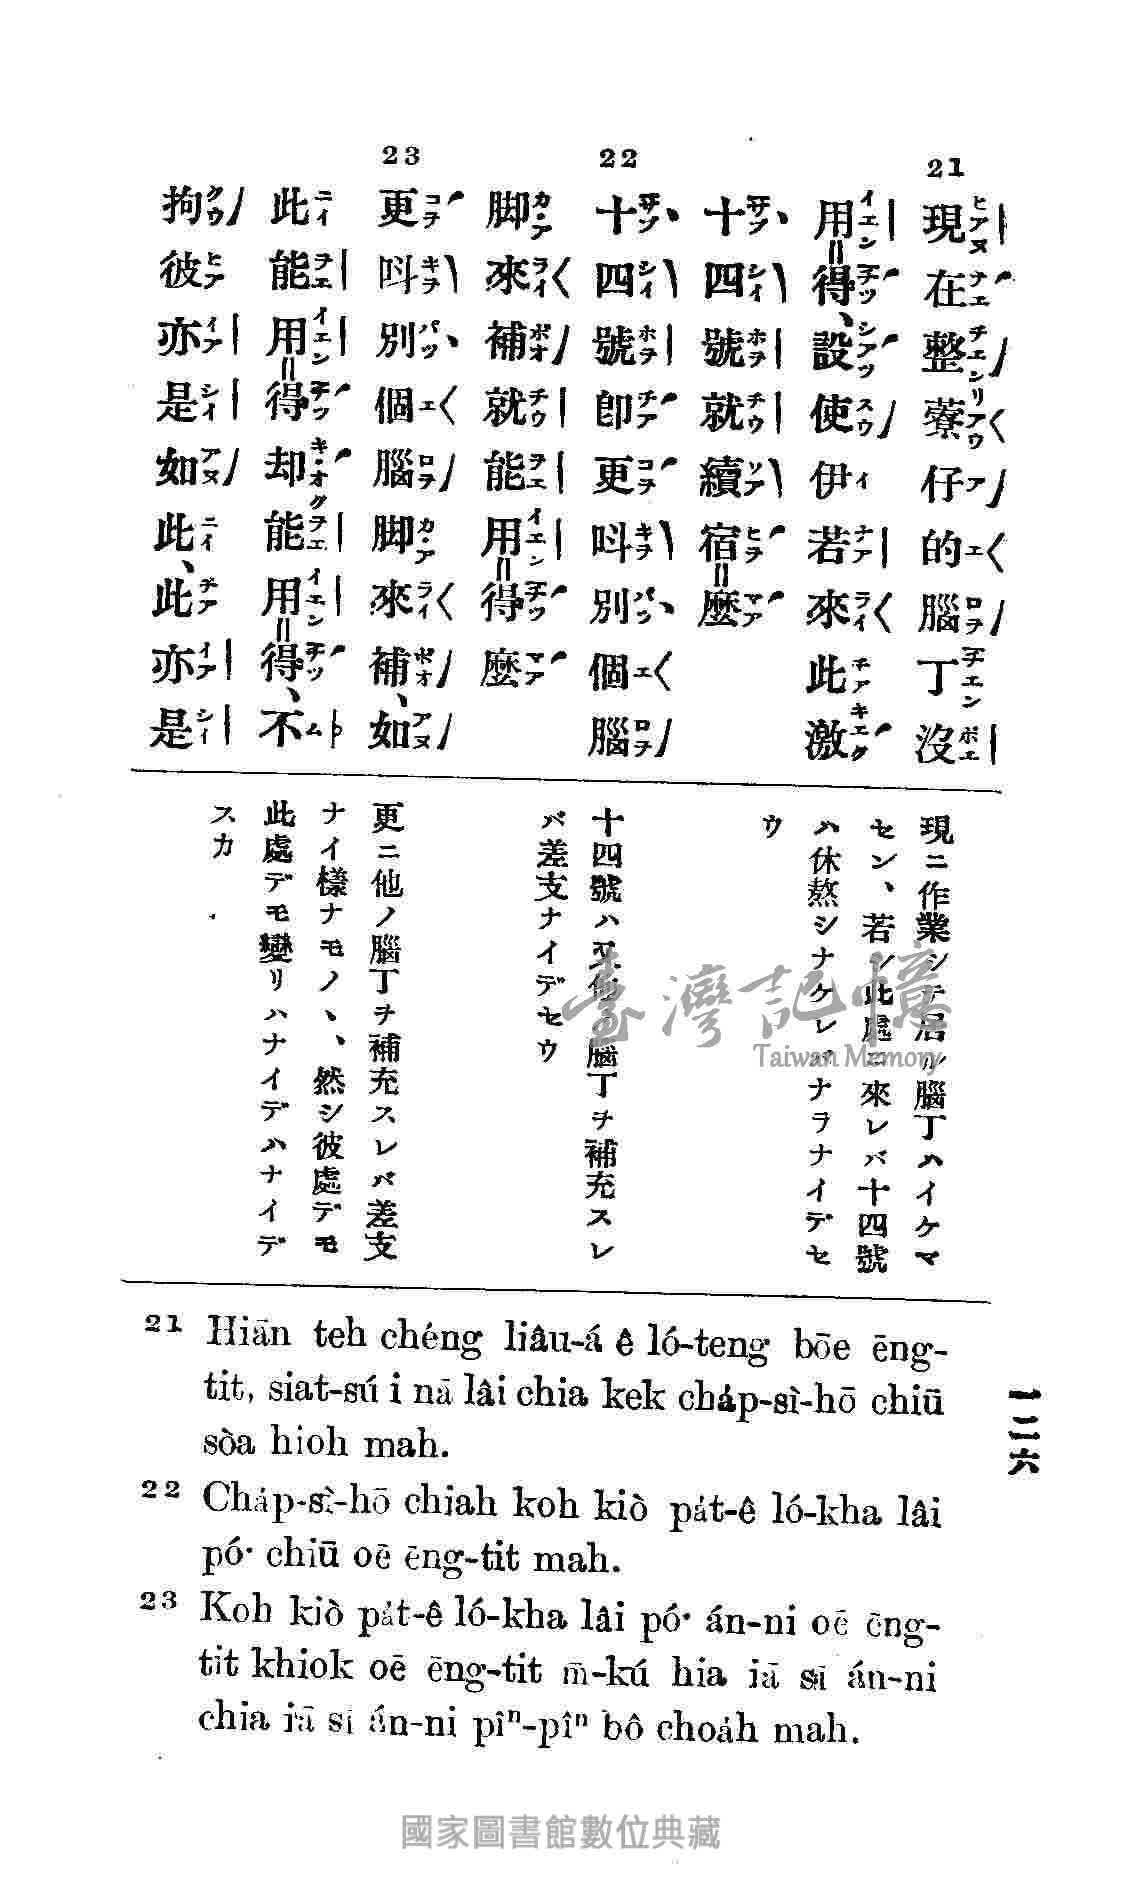 21
現在整藔仔的腦丁沒
用得、設使伊若來此激
十四號就續宿麼
22
十四號即更叫別個腦
脚來補就能用得麼
23
更叫別個腦脚來補、如
此能用得却能用得、不
拘彼亦是如此、此亦是
現ニ作業シテ居ル腦丁ハイケマ
セン、若シ此處ニ來レバ十四號
ハ休熬シナケレバナラナイデセ
ウ
十四號ハ又他ノ腦丁ヲ補充スレ
バ差支ナイデセウ
更ニ他ノ腦丁ヲ補充スレバ差支
ナイ樣ナモノヽ、然シ彼處デモ
此處デモ變リハナイデハナイデ
スカ
21 Hiān teh chéng liâu-á ê ló-teng bōe ēng-
tit, siat-sú i nā lâi chia kek cha̍p-sì-hō chiū
sòa hioh mah.
22 Cha̍p-sì-hō chiah koh kiò pa̍t-ê ló-kha lâi
pó· chiū oē ēng-tit mah.
23 Koh kiò pa̍t-ê ló-kha lâi pó· án-ni oē ēng-
tit khiok oē ēng-tit m̄-kú hia iā sī án-ni
chia iā sī án-ni pîⁿ-pîⁿ bô choa̍h mah.
一二六
臺灣記憶
Taiwan Memory
國家圖書館數位典藏